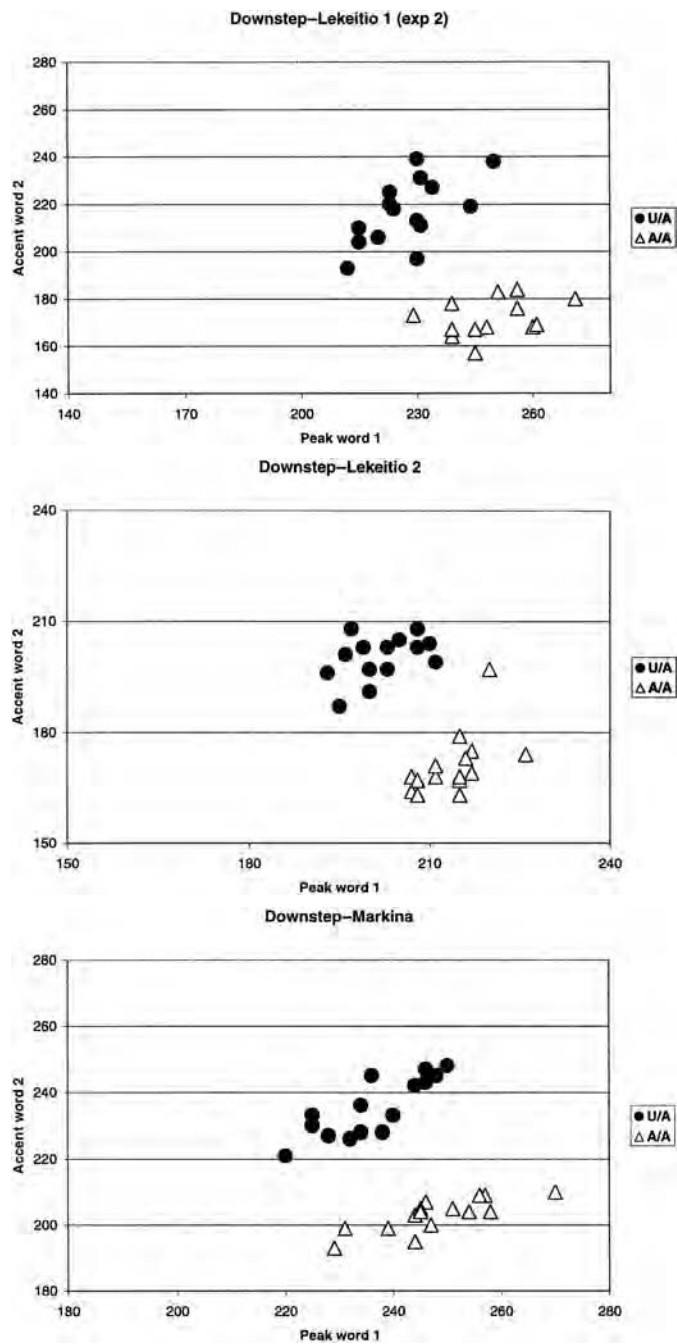 Downstep–Lekeitio 1 (exp 2)
280
260
240
220
200
180
160
140
Accent word 2
140 170 200 230 260
Peak word 1
U/A
A/A
Downstep–Lekeitio 2
240
210
180
150
Accent word 2
150 180 210 240
Peak word 1
U/A
A/A
Downstep–Markina
280
260
240
220
200
180
Accent word 2
180 200 220 240 260 280
Peak word 1
U/A
A/A